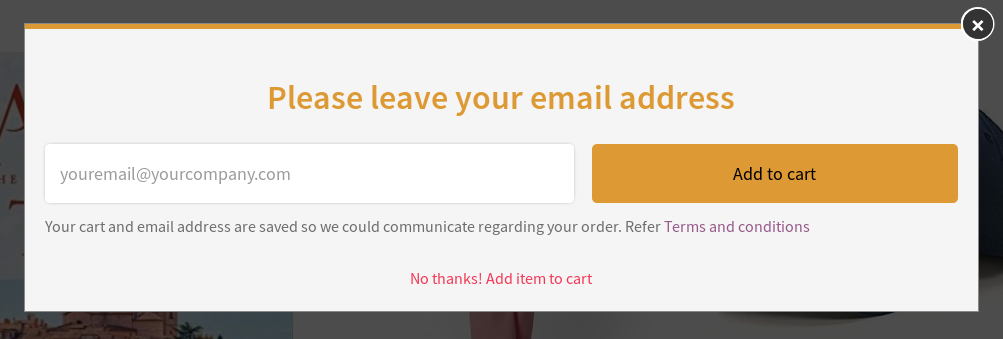 Please leave your email address
youremail@yourcompany.com
Add to cart
Your cart and email address are saved so we could communicate regarding your order. Refer Terms and conditions
No thanks! Add item to cart